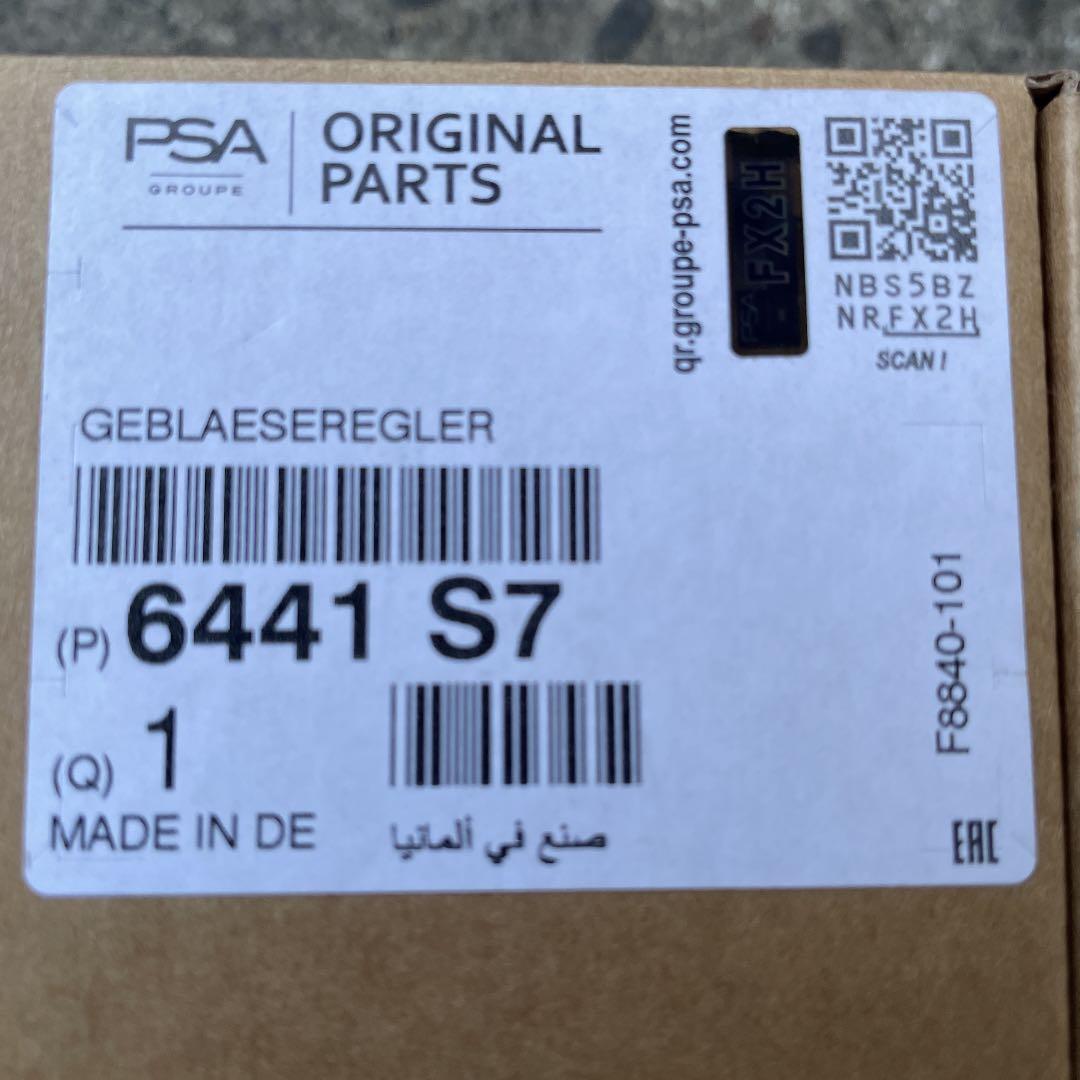 PSA
GROUPE
ORIGINAL
PARTS
qr.groupe-psa.com
PSA
FX2H
NBS5BZ
NRFX2H
SCAN!
GEBLAESEREGLER
(P) 6441 S7
(Q) 1
MADE IN DE
صنع في ألمانيا
F8840-101
EAC